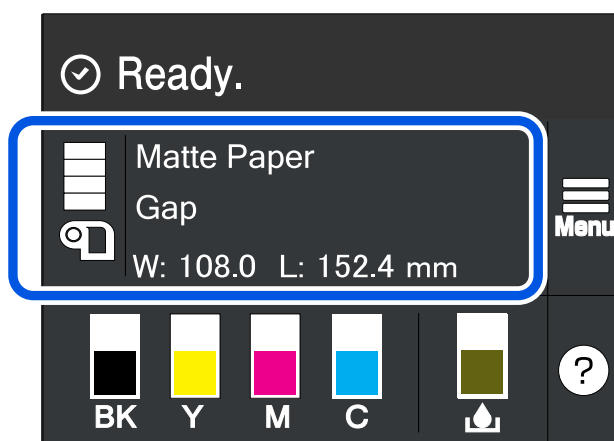 Ready.
Matte Paper
Gap
W: 108.0 L: 152.4 mm
Menu
BK Y M C
?